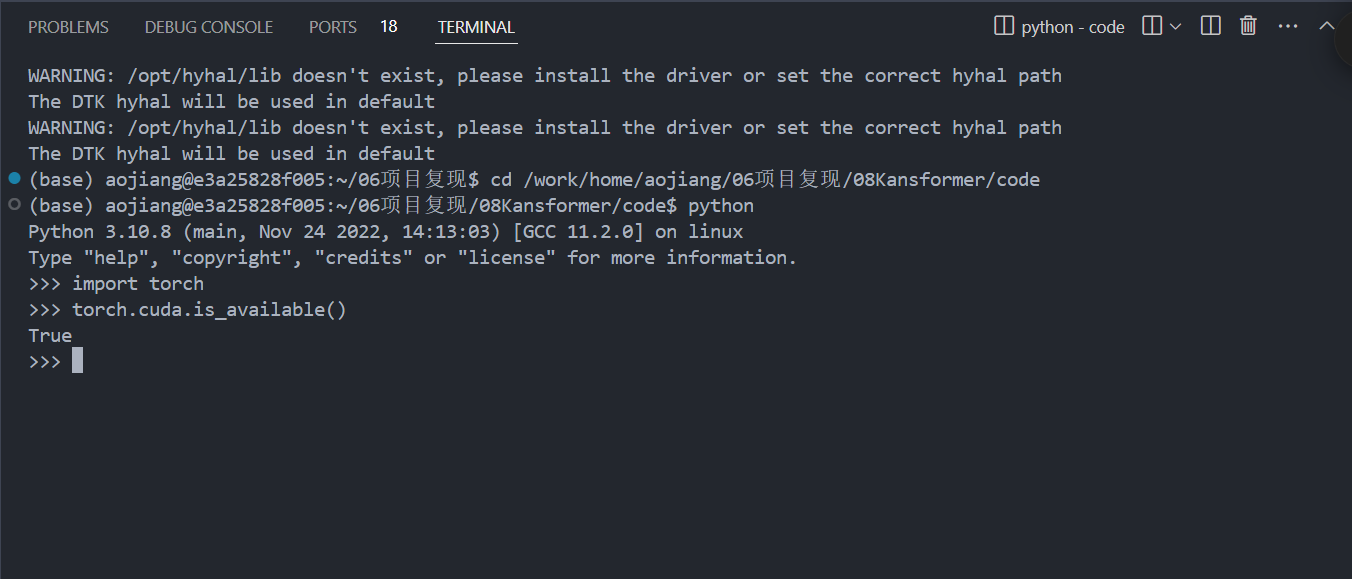 PROBLEMS DEBUG CONSOLE PORTS 18 TERMINAL python - code
WARNING: /opt/hyhal/lib doesn't exist, please install the driver or set the correct hyhal path
The DTK hyhal will be used in default
WARNING: /opt/hyhal/lib doesn't exist, please install the driver or set the correct hyhal path
The DTK hyhal will be used in default
(base) aojiang@e3a25828f005:~/06项目复现$ cd /work/home/aojiang/06项目复现/08Kansformer/code
(base) aojiang@e3a25828f005:~/06项目复现/08Kansformer/code$ python
Python 3.10.8 (main, Nov 24 2022, 14:13:03) [GCC 11.2.0] on linux
Type "help", "copyright", "credits" or "license" for more information.
>>> import torch
>>> torch.cuda.is_available()
True
>>>